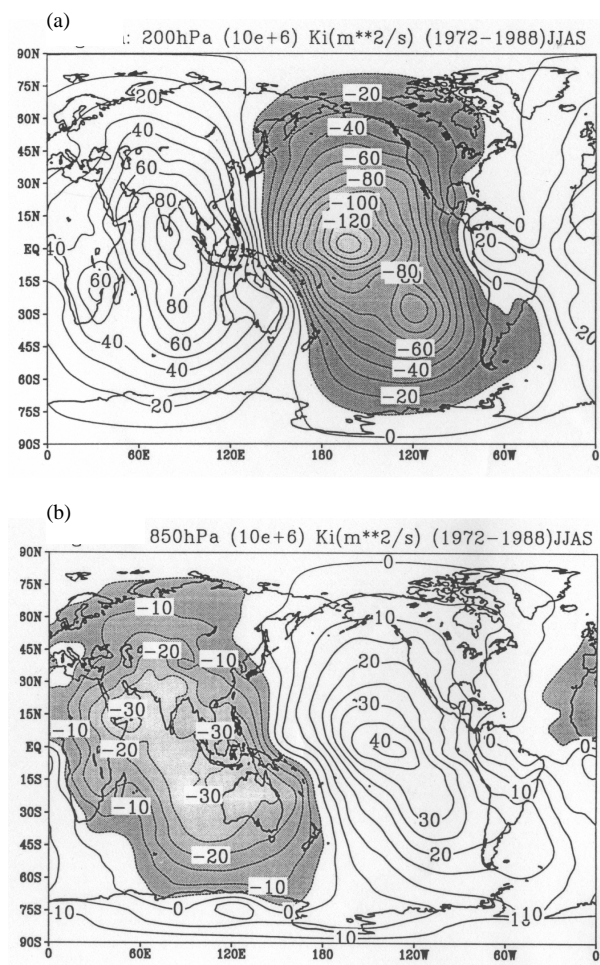 (a)
: 200hPa (10e+6) Ki(m**2/s) (1972-1988)JJAS
90N
75N
60N
45N
30N
15N
EQ
15S
30S
45S
60S
75S
90S
20 -20
40 -40
60 -60
-80
80 -100
-120
40 20 0
0
-80
60
80
60 -60
40 40 -40 20
20 -20
0
60E 120E 180 120W 60W 0
(b)
850hPa (10e+6) Ki(m**2/s) (1972-1988)JJAS
90N
75N
60N
45N
30N
15N
EQ
15S
30S
45S
60S
75S
90S
0
-10 10
-20 -10 20
-30 30
-10 -30 40 0
-20
-10 -30 10
30
-20 20
-10 10
0 0
10 10
10
60E 120E 180 120W 60W 0